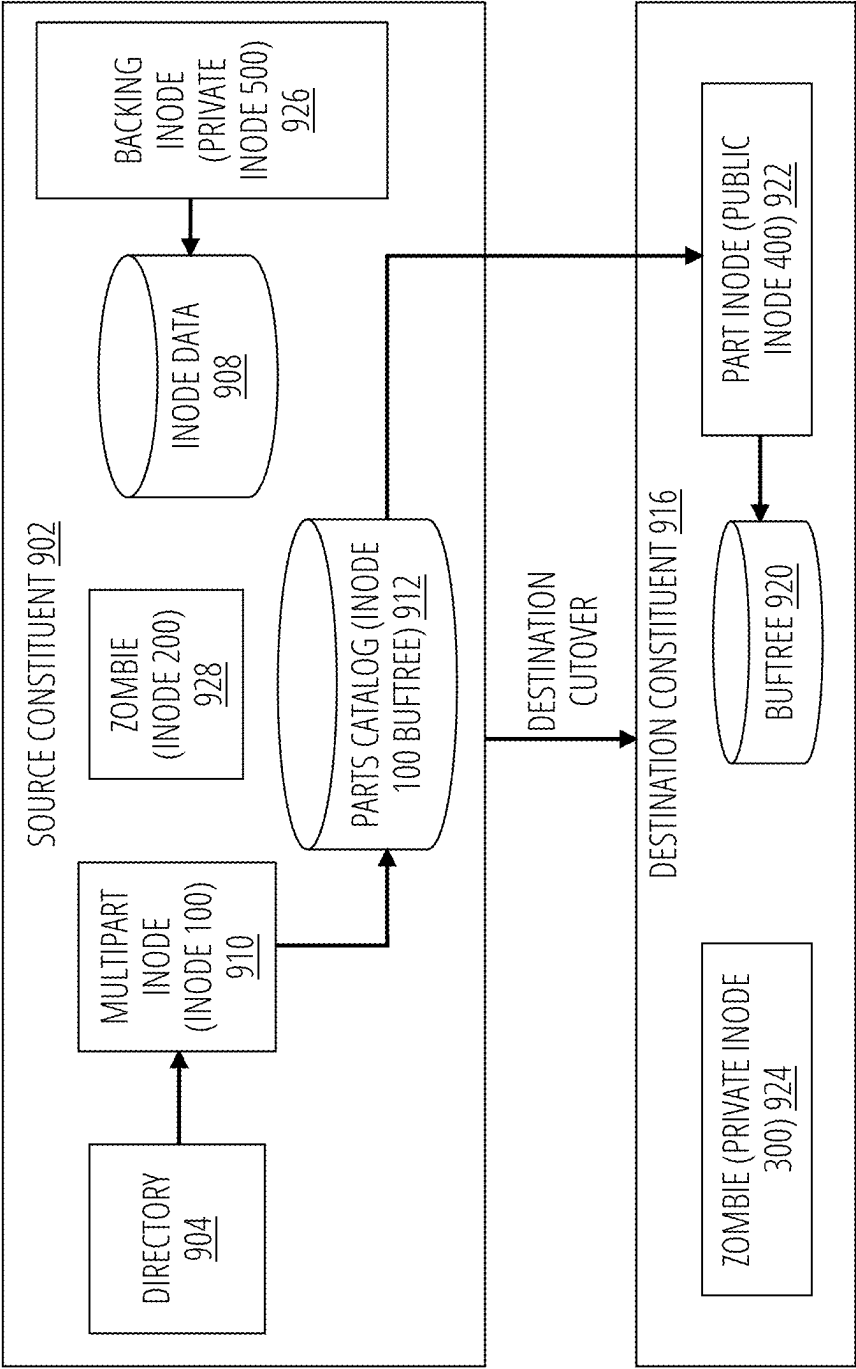 SOURCE CONSTITUENT 902
DIRECTORY
904
MULTIPART
INODE
(INODE 100)
910
ZOMBIE
(INODE 200)
928
INODE DATA
908
BACKING
INODE
(PRIVATE
INODE 500)
926
PARTS CATALOG (INODE
100 BUFTREE) 912
DESTINATION
CUTOVER
DESTINATION CONSTITUENT 916
ZOMBIE (PRIVATE INODE
300) 924
BUFTREE 920
PART INODE (PUBLIC
INODE 400) 922